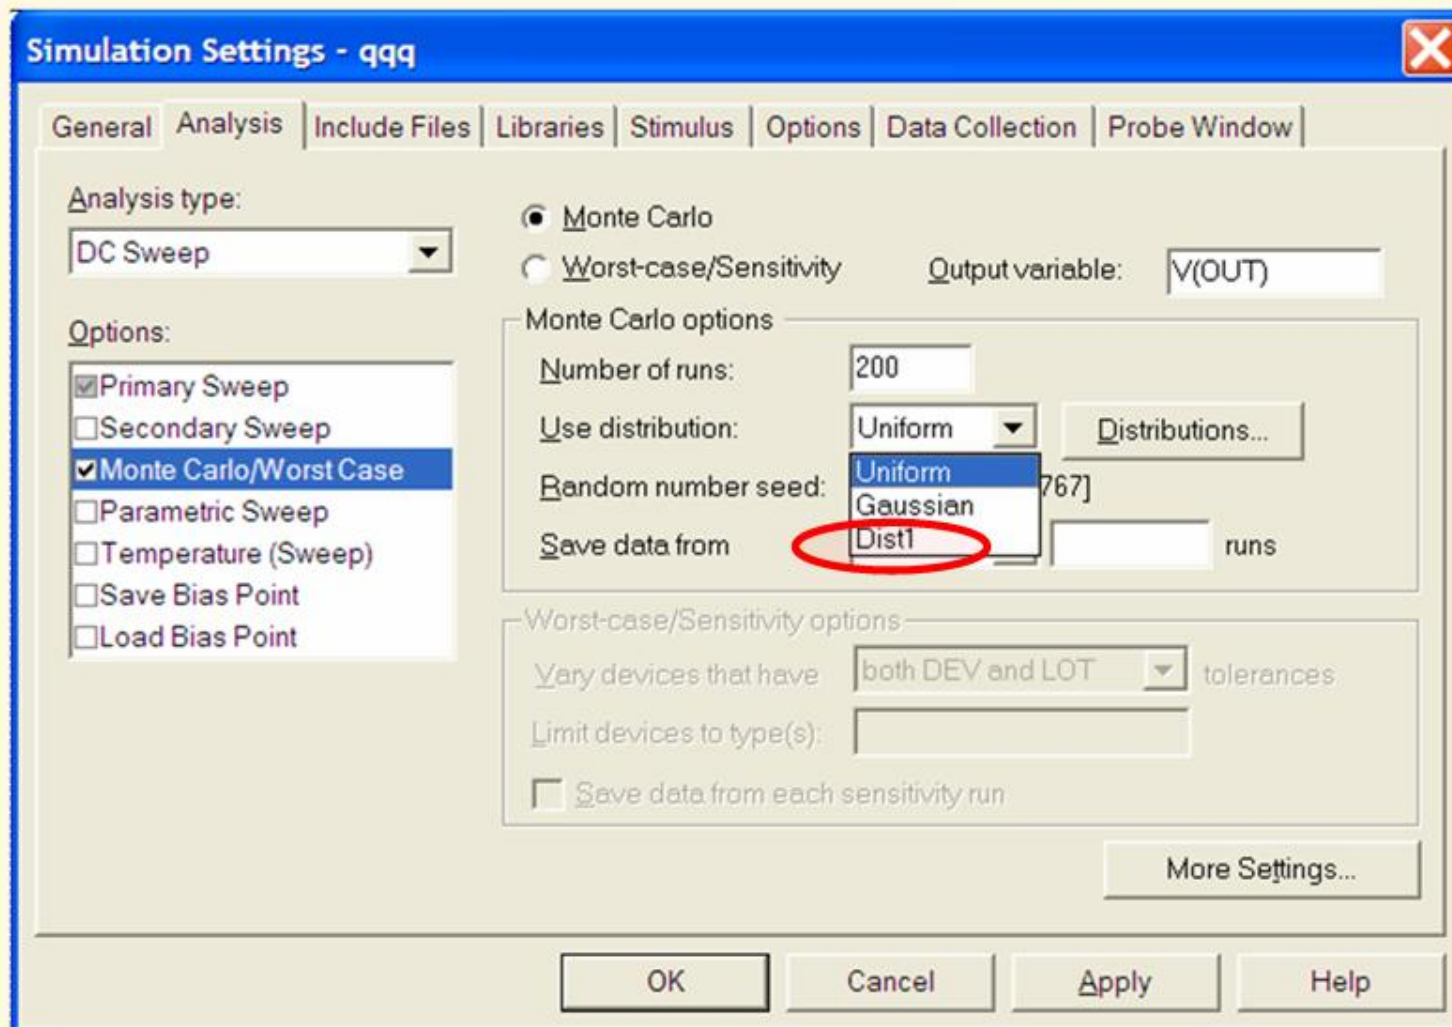 Simulation Settings - qqq
General Analysis Include Files Libraries Stimulus Options Data Collection Probe Window
Analysis type:
DC Sweep
Options:
Primary Sweep
Secondary Sweep
Monte Carlo/Worst Case
Parametric Sweep
Temperature (Sweep)
Save Bias Point
Load Bias Point
Monte Carlo
Worst-case/Sensitivity Output variable: V(OUT)
Monte Carlo options
Number of runs: 200
Use distribution: Uniform Distributions...
Uniform
Random number seed: 767]
Gaussian
Save data from Dist1 runs
Worst-case/Sensitivity options
Vary devices that have both DEV and LOT tolerances
Limit devices to type(s):
Save data from each sensitivity run
More Settings...
OK Cancel Apply Help